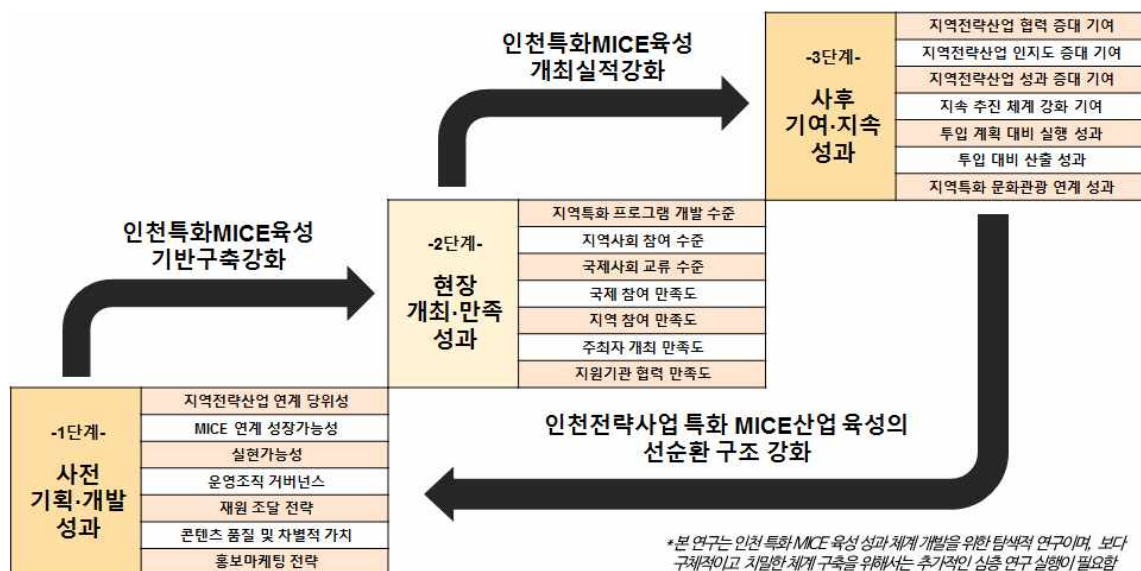 인천특화MICE육성
개최실적강화
-3단계-
사후
기여·지속
성과
지역전략산업 협력 증대 기여
지역전략산업 인지도 증대 기여
지역전략산업 성과 증대 기여
지속 추진 체계 강화 기여
투입 계획 대비 실행 성과
투입 대비 산출 성과
지역특화 문화관광 연계 성과
인천특화MICE육성
기반구축강화
-2단계-
현장
개최·만족
성과
지역특화 프로그램 개발 수준
지역사회 참여 수준
국제사회 교류 수준
국제 참여 만족도
지역 참여 만족도
주최자 개최 만족도
지원기관 협력 만족도
-1단계-
사전
기획·개발
성과
지역전략산업 연계 당위성
MICE 연계 성장가능성
실현가능성
운영조직 거버넌스
재원 조달 전략
콘텐츠 품질 및 차별적 가치
홍보마케팅 전략
인천전략사업 특화 MICE산업 육성의
선순환 구조 강화
*본 연구는 인천 특화 MICE 육성 성과 체계 개발을 위한 탐색적 연구이며, 보다
구체적이고 치밀한 체계 구축을 위해서는 추가적인 심층 연구 실행이 필요함